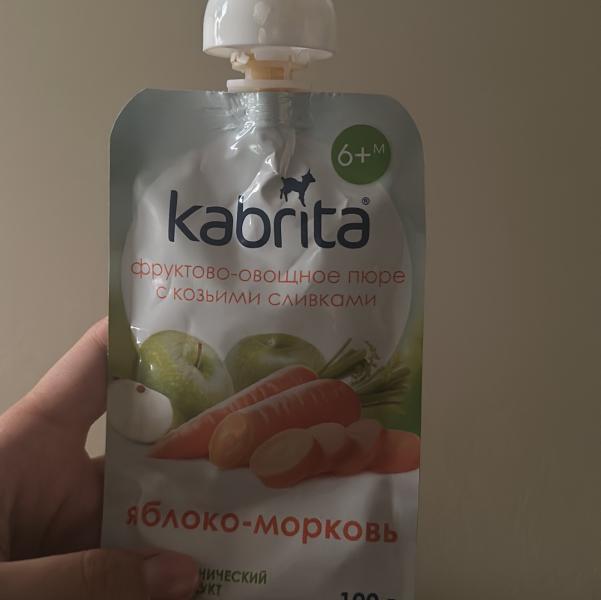 6+м
kabrita®
фруктово-овощное пюре
с козьими сливками
яблоко-морковь